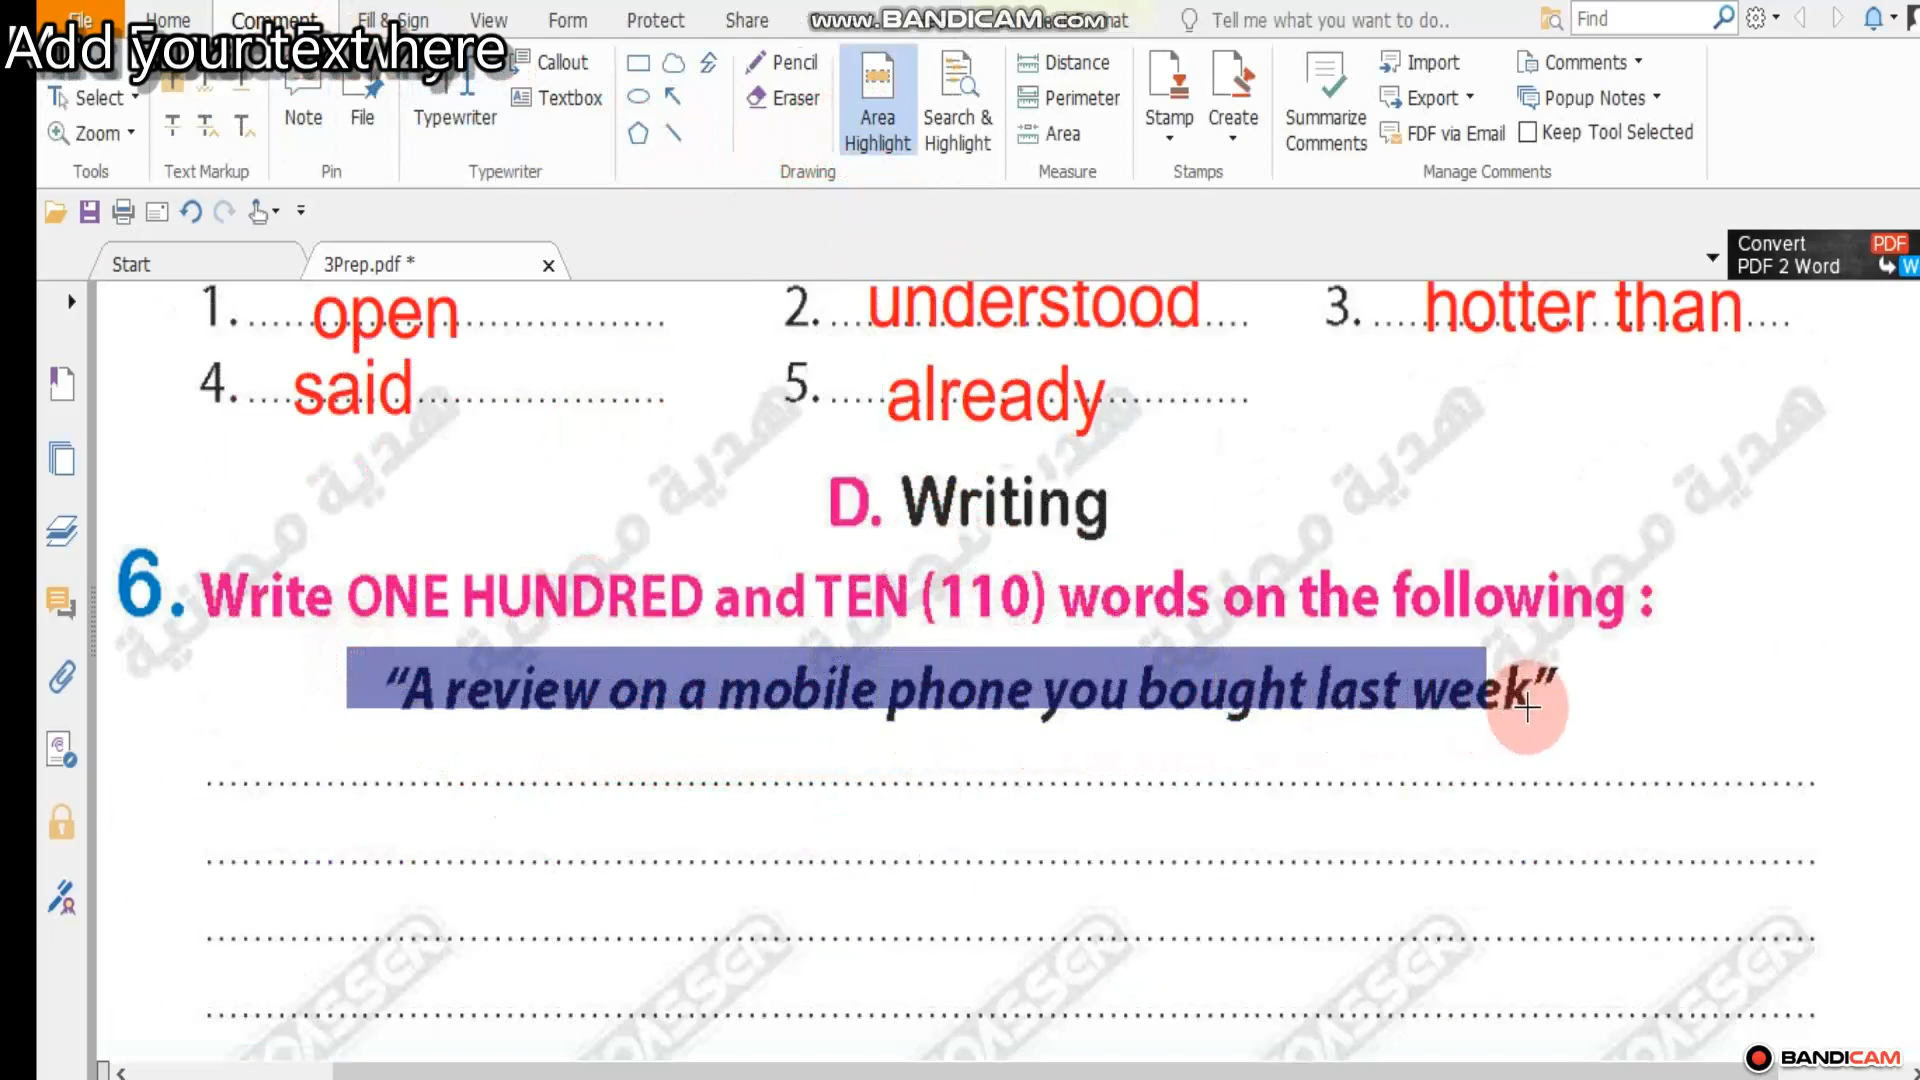 File Home Comment Fill & Sign View Form Protect Share www.BANDICAM.com Tell me what you want to do.. Find
Add your text here
Select Zoom
Note File
Typewriter Callout Textbox
Pencil Eraser
Area Highlight
Search & Highlight
Distance Perimeter Area
Stamp Create
Summarize Comments
Import Export FDF via Email
Comments Popup Notes Keep Tool Selected
Tools Text Markup Pin Typewriter Drawing Measure Stamps Manage Comments
Start 3Prep.pdf * x
Convert PDF
PDF 2 Word W
1. open 2. understood 3. hotter than
4. said 5. already
D. Writing
6. Write ONE HUNDRED and TEN (110) words on the following :
“A review on a mobile phone you bought last week”
هدية مجانية
BANDICAM